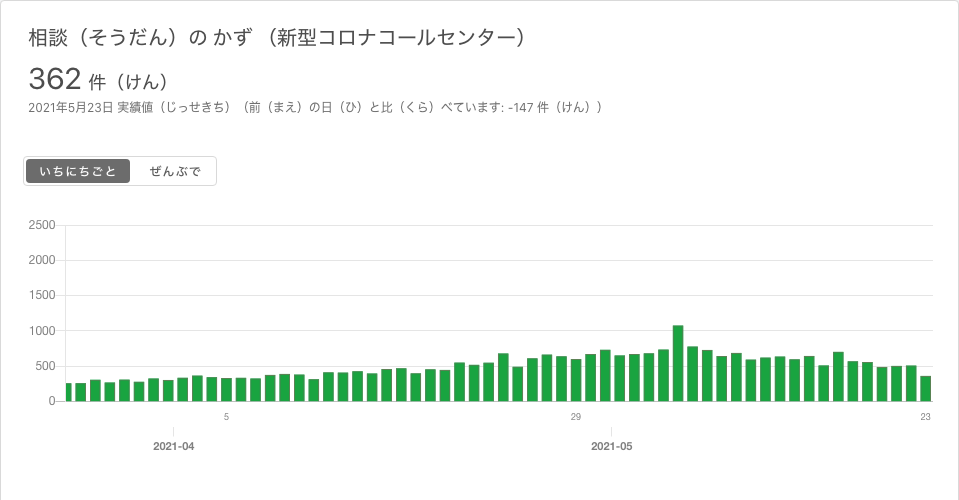 相談（そうだん）の かず （新型コロナコールセンター）
362 件（けん）
2021年5月23日 実績値（じっせきち）（前（まえ）の日（ひ）と比（くら）べています: -147 件（けん））
いちにちごと ぜんぶで
2500
2000
1500
1000
500
0
5 29 23
2021-04 2021-05